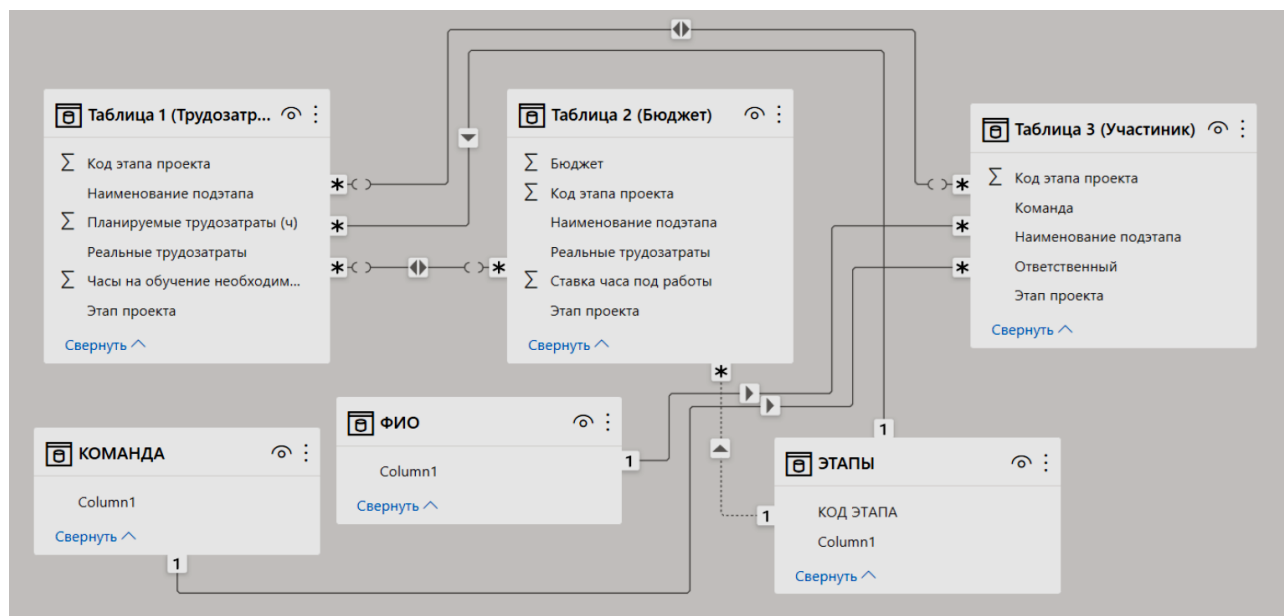 Таблица 1 (Трудозатр...
Код этапа проекта
Наименование подэтапа
Планируемые трудозатраты (ч)
Реальные трудозатраты
Часы на обучение необходим...
Этап проекта
Свернуть
Таблица 2 (Бюджет)
Бюджет
Код этапа проекта
Наименование подэтапа
Реальные трудозатраты
Ставка часа под работы
Этап проекта
Свернуть
Таблица 3 (Участиник)
Код этапа проекта
Команда
Наименование подэтапа
Ответственный
Этап проекта
Свернуть
КОМАНДА
Column1
Свернуть
1
ФИО
Column1
Свернуть
1
ЭТАПЫ
КОД ЭТАПА
Column1
Свернуть
1
1